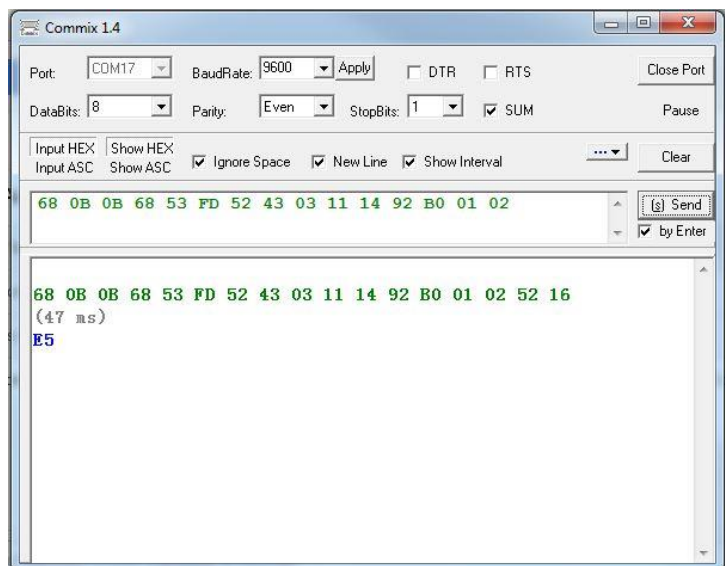 Commix 1.4
Port: COM17 BaudRate: 9600 Apply DTR RTS Close Port
DataBits: 8 Parity: Even StopBits: 1 SUM Pause
Input HEX Show HEX
Input ASC Show ASC Ignore Space New Line Show Interval ... Clear
68 0B 0B 68 53 FD 52 43 03 11 14 92 B0 01 02 (s) Send
by Enter
68 0B 0B 68 53 FD 52 43 03 11 14 92 B0 01 02 52 16
(47 ms)
E5